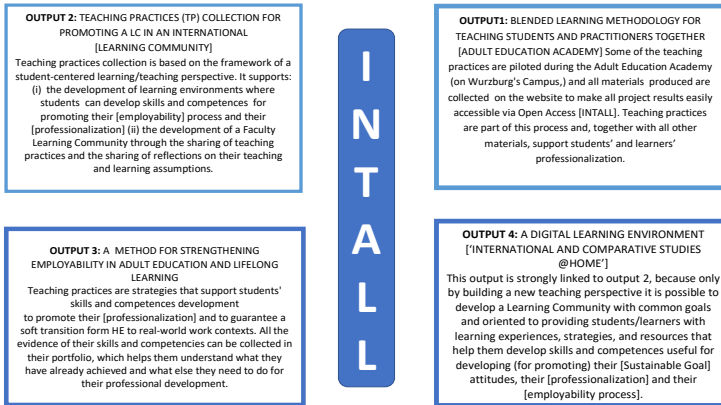 OUTPUT 2: TEACHING PRACTICES (TP) COLLECTION FOR
PROMOTING A LC IN AN INTERNATIONAL
[LEARNING COMMUNITY]
Teaching practices collection is based on the framework of a
student-centered learning/teaching perspective. It supports:
(i) the development of learning environments where
students can develop skills and competences for
promoting their [employability] process and their
[professionalization] (ii) the development of a Faculty
Learning Community through the sharing of teaching
practices and the sharing of reflections on their teaching
and learning assumptions.
I
N
T
A
L
L
OUTPUT1: BLENDED LEARNING METHODOLOGY FOR
TEACHING STUDENTS AND PRACTITIONERS TOGETHER
[ADULT EDUCATION ACADEMY] Some of the teaching
practices are piloted during the Adult Education Academy
(on Wurzburg's Campus,) and all materials produced are
collected on the website to make all project results easily
accessible via Open Access [INTALL]. Teaching practices
are part of this process and, together with all other
materials, support students' and learners'
professionalization.
OUTPUT 3: A METHOD FOR STRENGTHENING
EMPLOYABILITY IN ADULT EDUCATION AND LIFELONG
LEARNING
Teaching practices are strategies that support students'
skills and competences development
to promote their [professionalization] and to guarantee a
soft transition form HE to real-world work contexts. All the
evidence of their skills and competencies can be collected in
their portfolio, which helps them understand what they
have already achieved and what else they need to do for
their professional development.
OUTPUT 4: A DIGITAL LEARNING ENVIRONMENT
['INTERNATIONAL AND COMPARATIVE STUDIES
@HOME']
This output is strongly linked to output 2, because only
by building a new teaching perspective it is possible to
develop a Learning Community with common goals
and oriented to providing students/learners with
learning experiences, strategies, and resources that
help them develop skills and competences useful for
developing (for promoting) their [Sustainable Goal]
attitudes, their [professionalization] and their
[employability process].